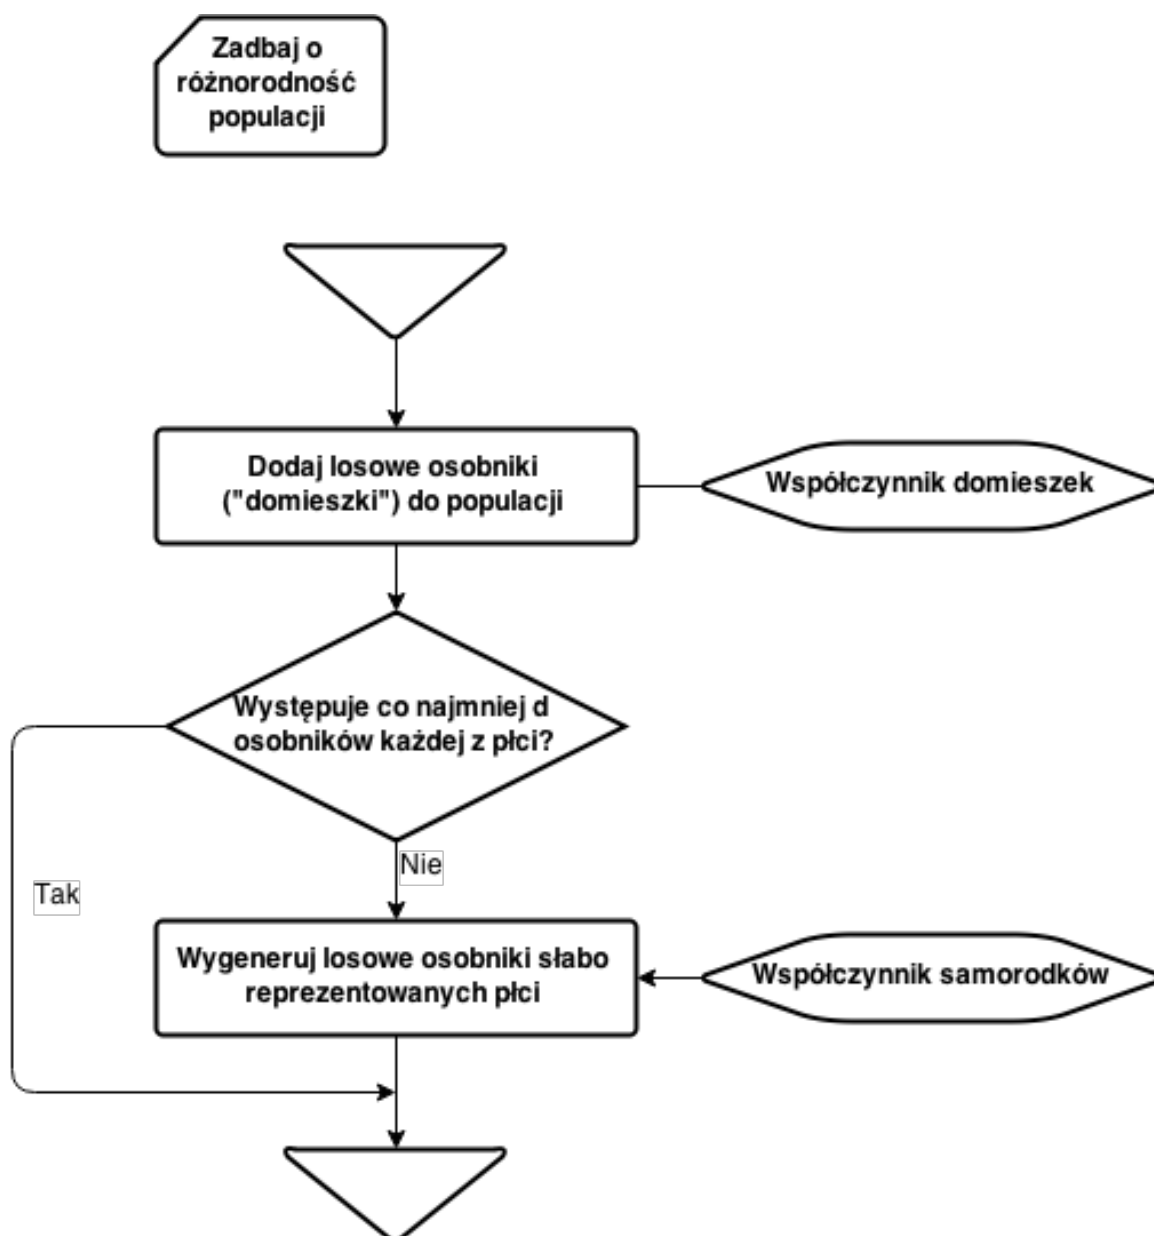 Zadbaj o
różnorodność
populacji
Dodaj losowe osobniki
("domieszki") do populacji
Współczynnik domieszek
Występuje co najmniej d
osobników każdej z płci?
Nie
Tak
Wygeneruj losowe osobniki słabo
reprezentowanych płci
Współczynnik samorodków